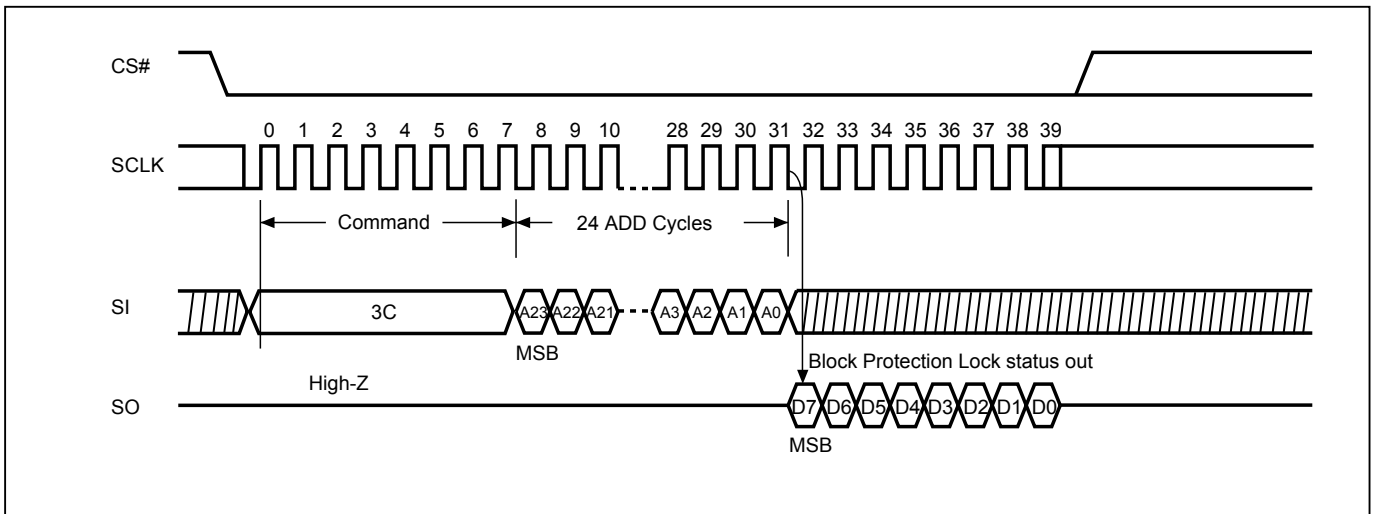 CS#
0 1 2 3 4 5 6 7 8 9 10 28 29 30 31 32 33 34 35 36 37 38 39
SCLK
Command 24 ADD Cycles
SI 3C A23 A22 A21 A3 A2 A1 A0
MSB
Block Protection Lock status out
High-Z
SO D7 D6 D5 D4 D3 D2 D1 D0
MSB